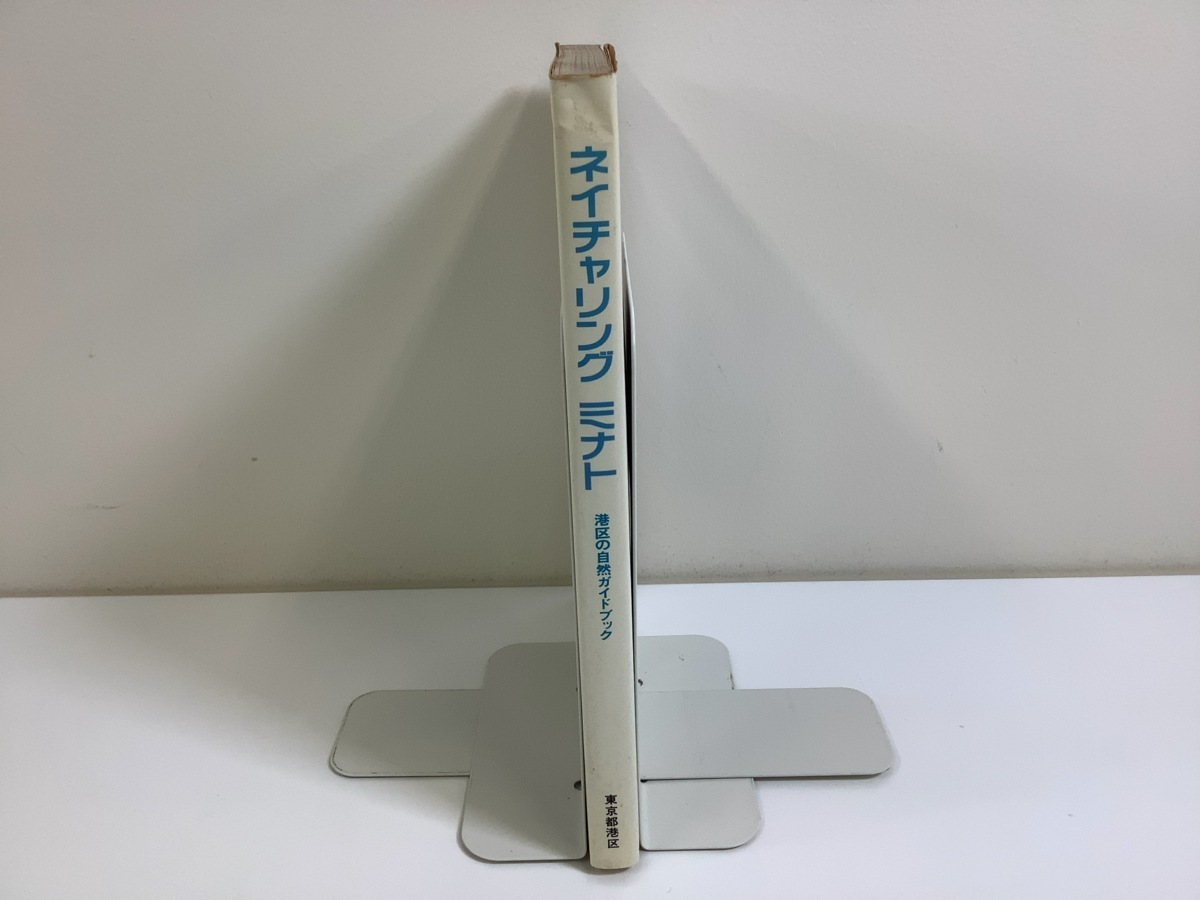 ネイチャリング ミナト
港区の自然ガイドブック
東京都港区